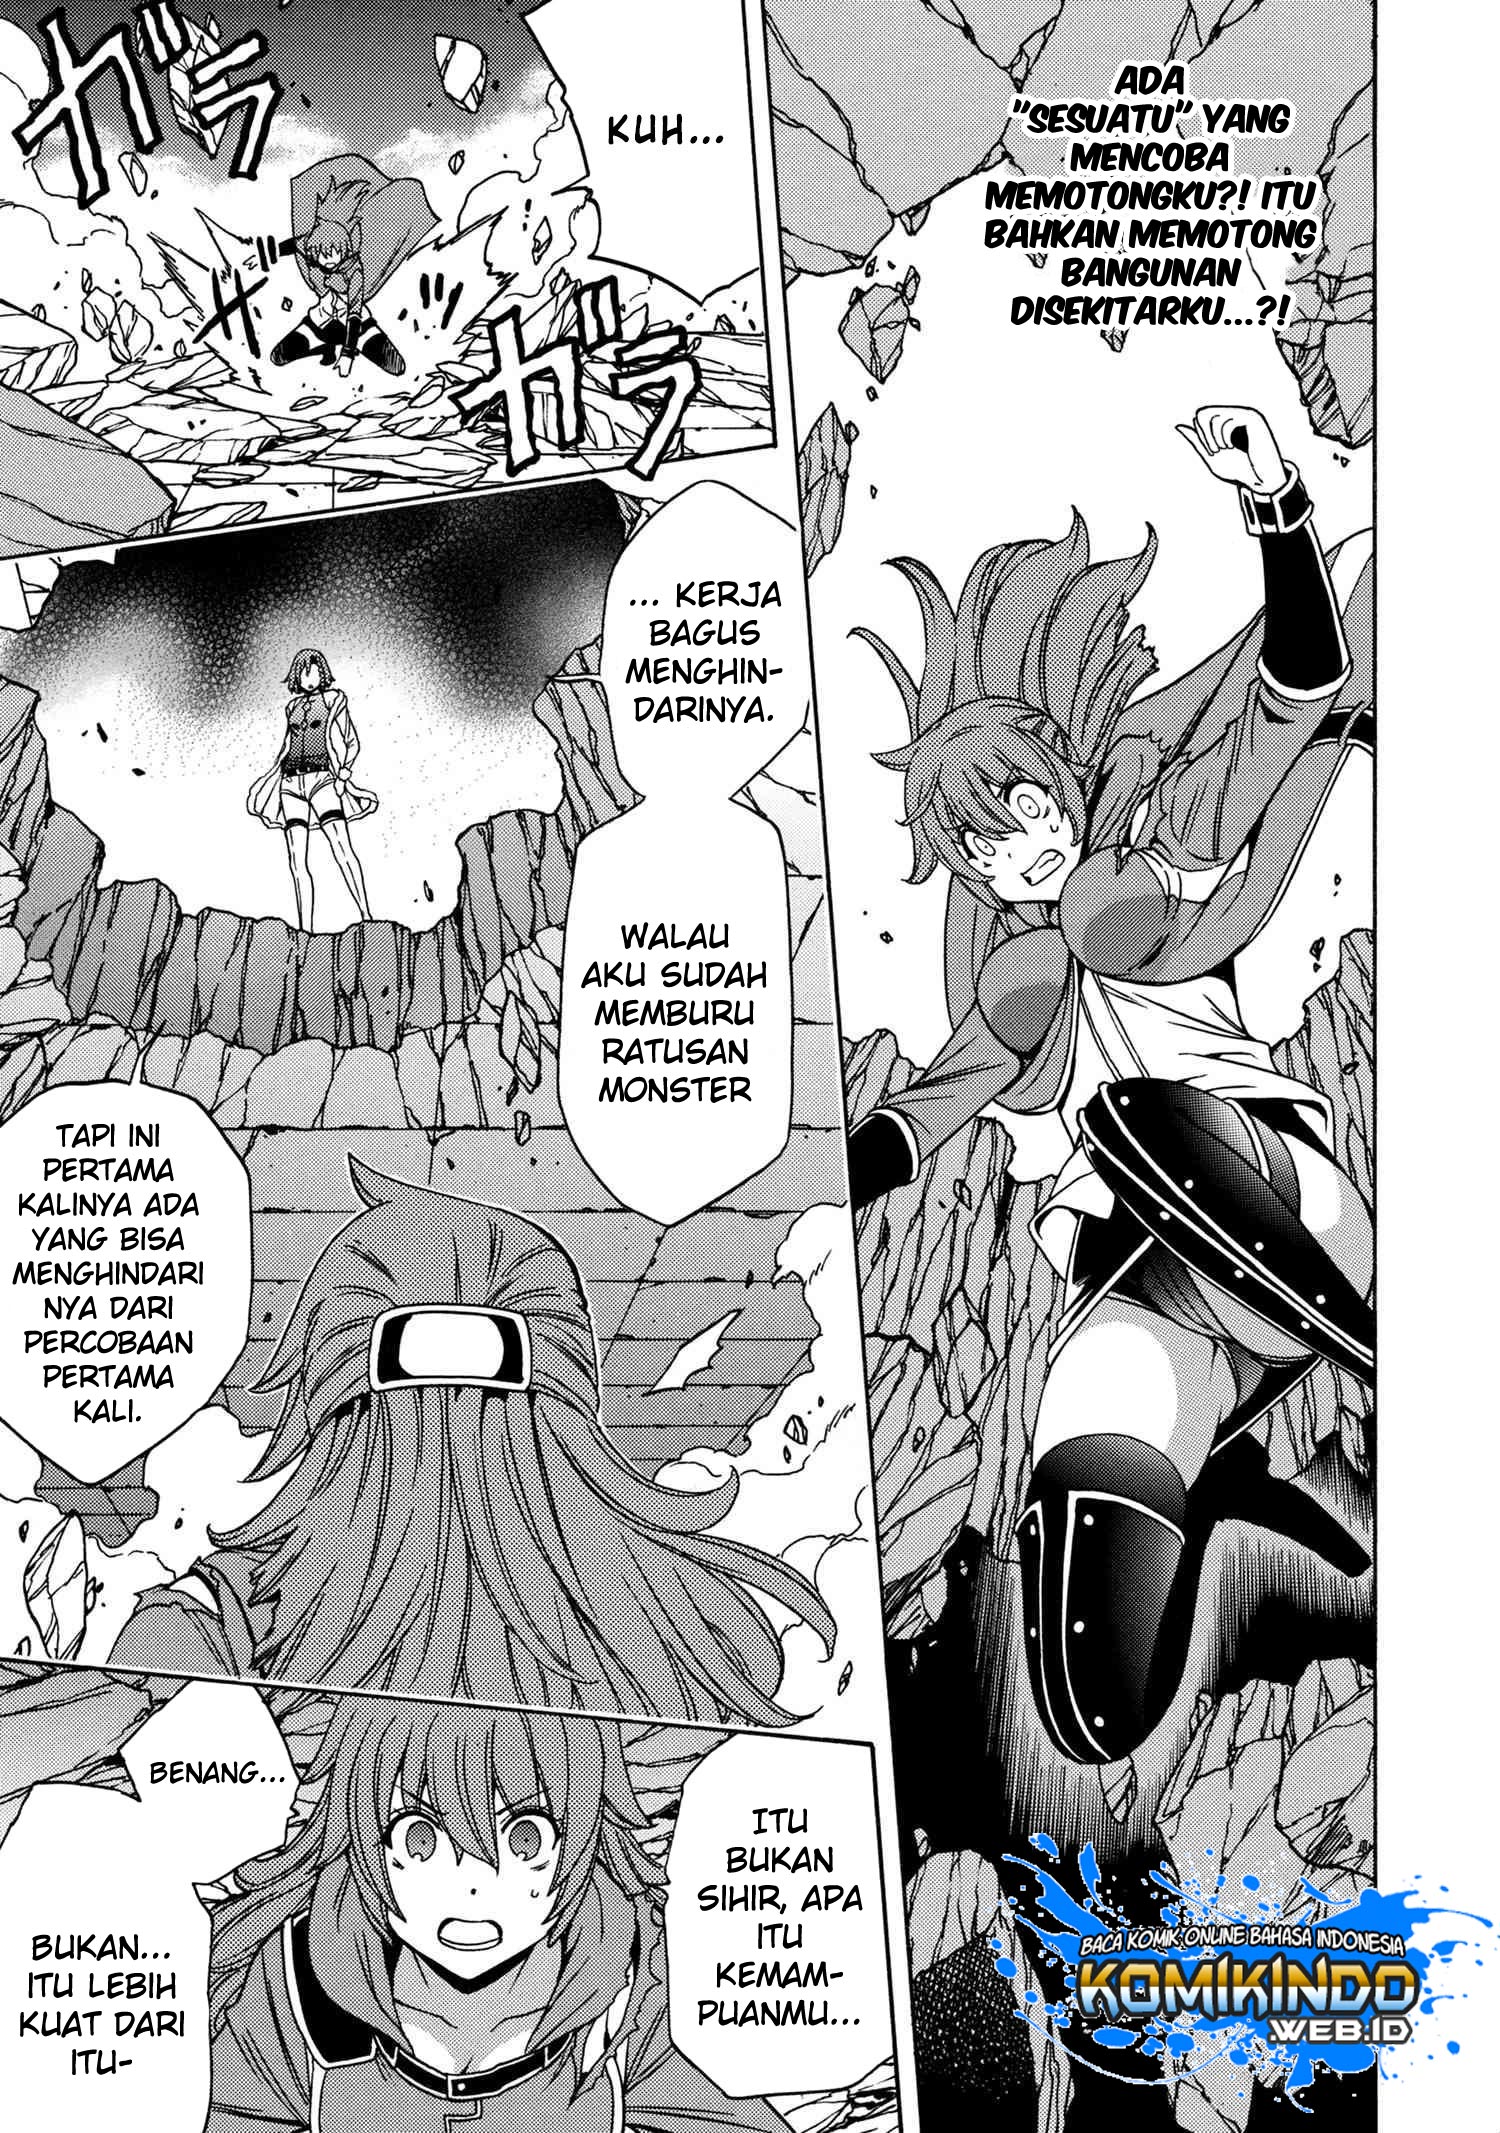 ADA
"SESUATU" YANG
MENCOBA
MEMOTONGKU?! ITU
BAHKAN MEMOTONG
BANGUNAN
DISEKITARKU...?!
KUH...
ガラ
ガラ
... KERJA
BAGUS
MENGHIN-
DARINYA.
WALAU
AKU SUDAH
MEMBURU
RATUSAN
MONSTER
TAPI INI
PERTAMA
KALINYA ADA
YANG BISA
MENGHINDARI
NYA DARI
PERCOBAAN
PERTAMA
KALI.
ITU
BUKAN
SIHIR, APA
ITU
KEMAM-
PUANMU...
BENANG...
BUKAN...
ITU LEBIH
KUAT DARI
ITU-
BACA KOMIK ONLINE BAHASA INDONESIA
KOMIKINDO
.WEB.ID